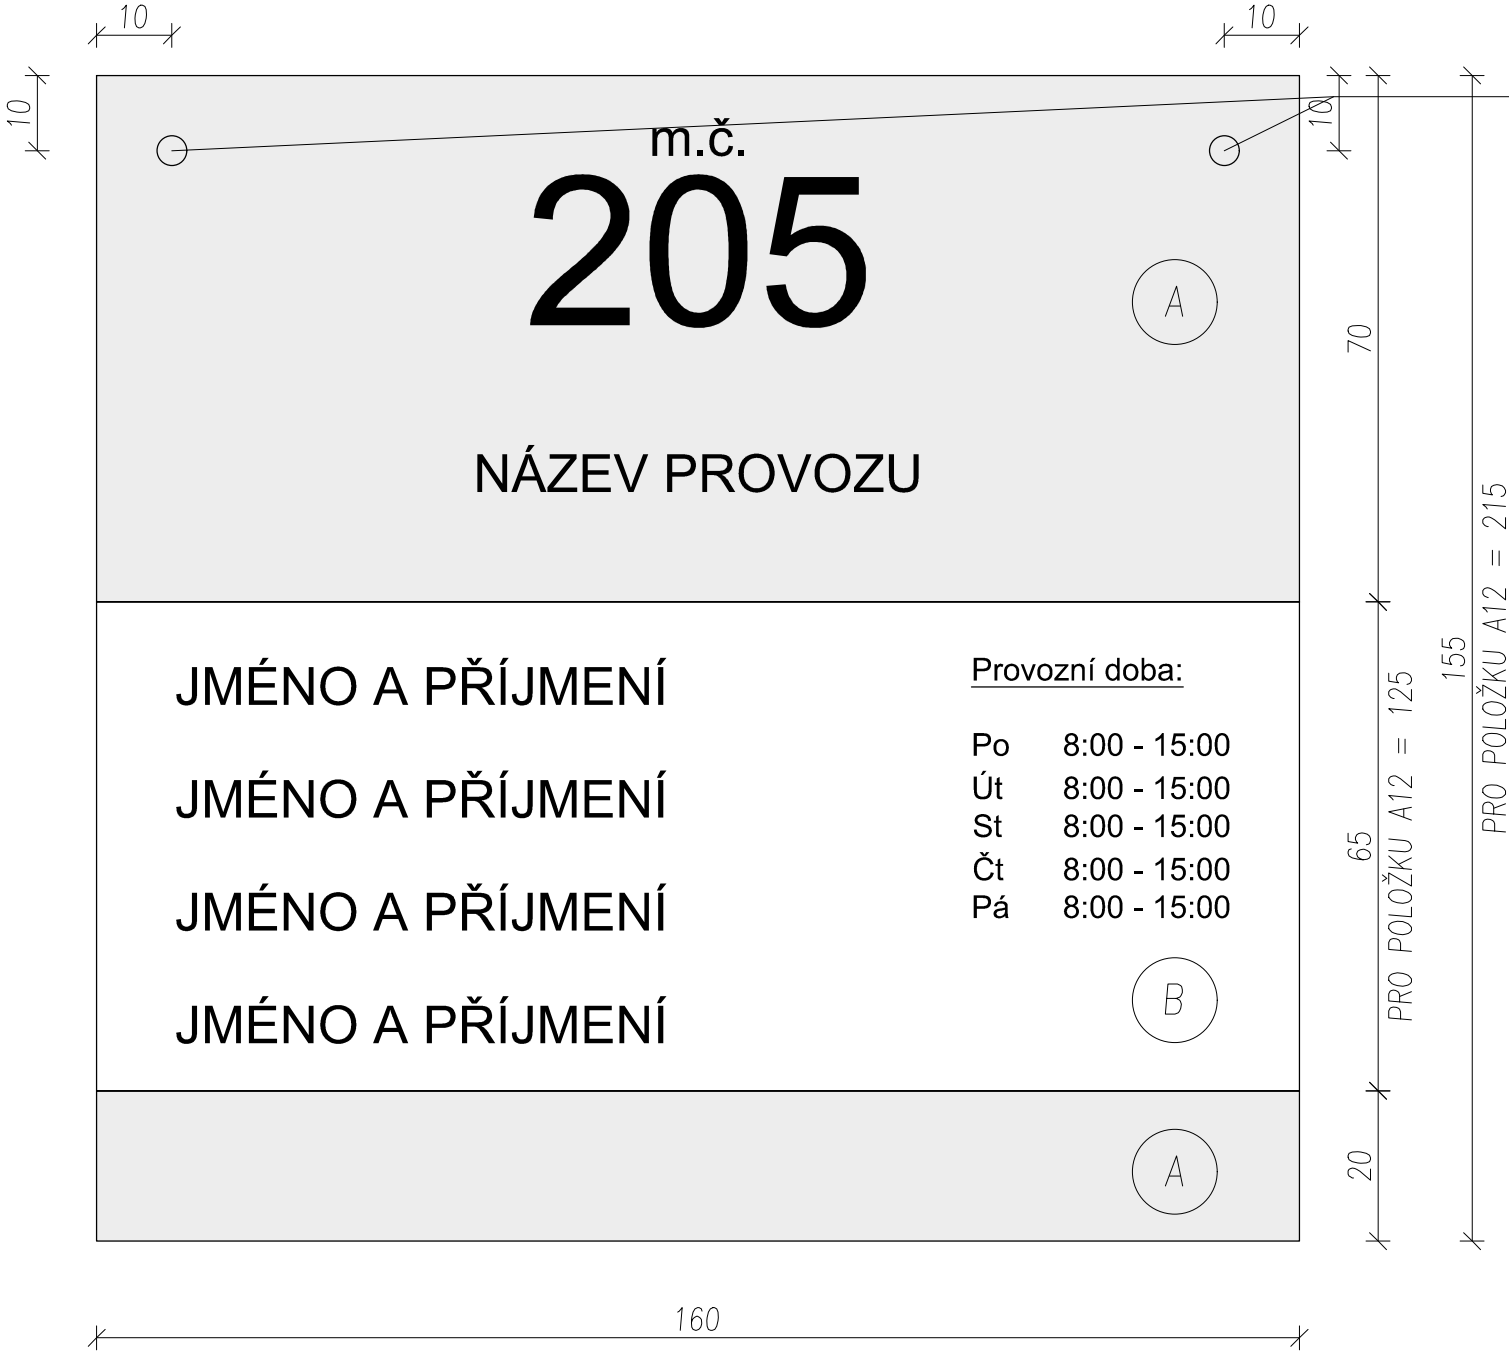 10
10
10
10
m.č.
205
A
70
NÁZEV PROVOZU
155
PRO POLOŽKU A12 = 215
JMÉNO A PŘÍJMENÍ
JMÉNO A PŘÍJMENÍ
JMÉNO A PŘÍJMENÍ
JMÉNO A PŘÍJMENÍ
Provozní doba:
Po 8:00 - 15:00
Út 8:00 - 15:00
St 8:00 - 15:00
Čt 8:00 - 15:00
Pá 8:00 - 15:00
B
65
PRO POLOŽKU A12 = 125
A
20
160